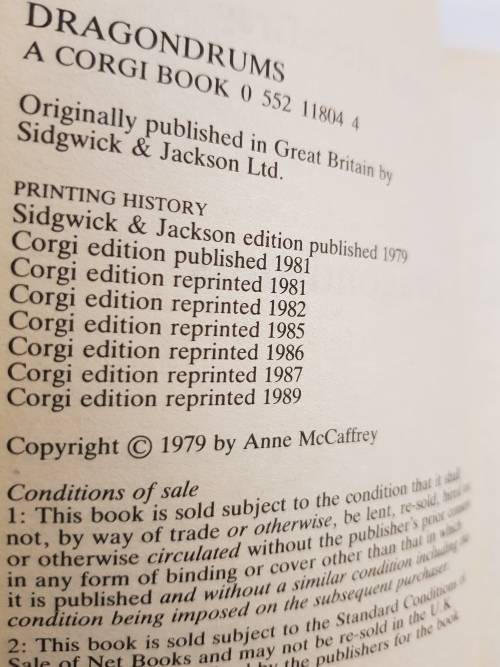 DRAGONDRUMS
A CORGI BOOK 0 552 11804 4
Originally published in Great Britain by
Sidgwick & Jackson Ltd.
PRINTING HISTORY
Sidgwick & Jackson edition published 1979
Corgi edition published 1981
Corgi edition reprinted 1981
Corgi edition reprinted 1982
Corgi edition reprinted 1985
Corgi edition reprinted 1986
Corgi edition reprinted 1987
Corgi edition reprinted 1989
Copyright © 1979 by Anne McCaffrey
Conditions of sale
1: This book is sold subject to the condition that it shall
not, by way of trade or otherwise, be lent, re-sold, hired out
or otherwise circulated without the publisher's prior consent
in any form of binding or cover other than that in which
it is published and without a similar condition including this
condition being imposed on the subsequent purchaser.
2: This book is sold subject to the Standard Conditions of
Sale of Net Books and may not be re-sold in the U.K.
by the publishers for the book